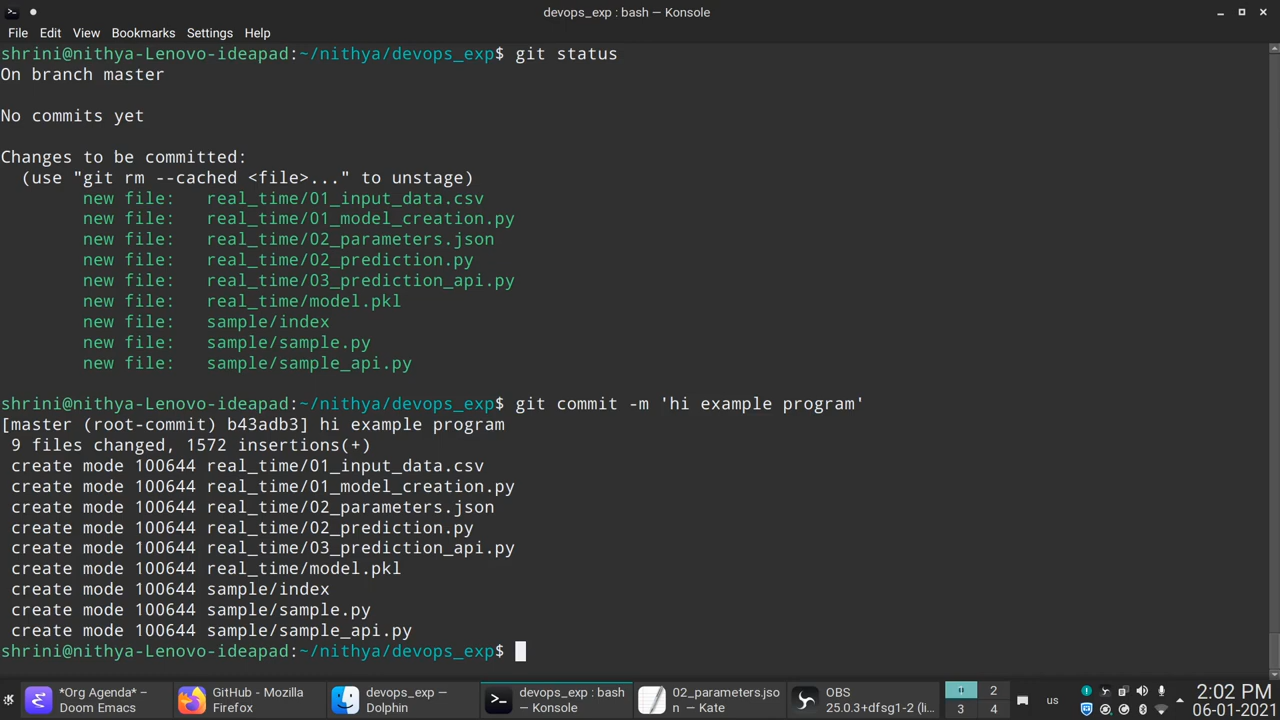 devops_exp : bash — Konsole
File Edit View Bookmarks Settings Help
shrini@nithya-Lenovo-ideapad:~/nithya/devops_exp$ git status
On branch master
No commits yet
Changes to be committed:
  (use "git rm --cached <file>..." to unstage)
        new file:   real_time/01_input_data.csv
        new file:   real_time/01_model_creation.py
        new file:   real_time/02_parameters.json
        new file:   real_time/02_prediction.py
        new file:   real_time/03_prediction_api.py
        new file:   real_time/model.pkl
        new file:   sample/index
        new file:   sample/sample.py
        new file:   sample/sample_api.py
shrini@nithya-Lenovo-ideapad:~/nithya/devops_exp$ git commit -m 'hi example program'
[master (root-commit) b43adb3] hi example program
 9 files changed, 1572 insertions(+)
 create mode 100644 real_time/01_input_data.csv
 create mode 100644 real_time/01_model_creation.py
 create mode 100644 real_time/02_parameters.json
 create mode 100644 real_time/02_prediction.py
 create mode 100644 real_time/03_prediction_api.py
 create mode 100644 real_time/model.pkl
 create mode 100644 sample/index
 create mode 100644 sample/sample.py
 create mode 100644 sample/sample_api.py
shrini@nithya-Lenovo-ideapad:~/nithya/devops_exp$
*Org Agenda* –
Doom Emacs
GitHub - Mozilla
Firefox
devops_exp —
Dolphin
devops_exp : bash
— Konsole
02_parameters.jso
n — Kate
OBS
25.0.3+dfsg1-2 (li...
2
3 4
us
2:02 PM
06-01-2021